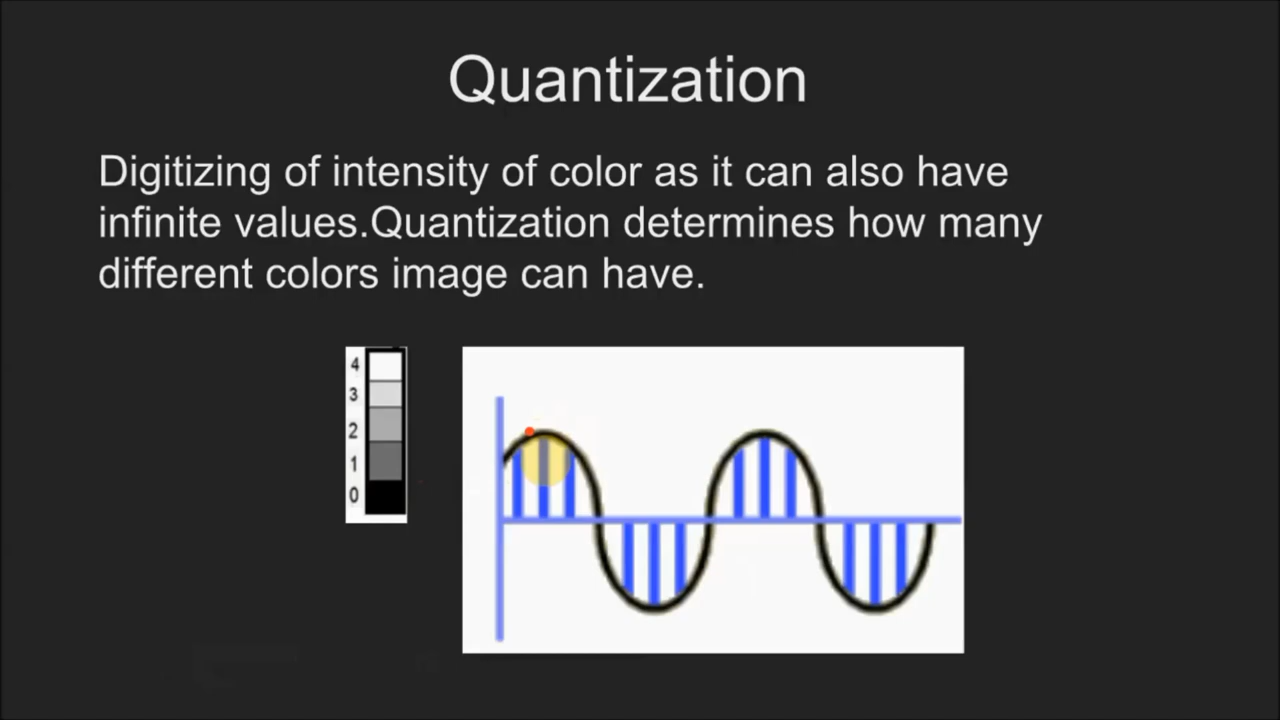 Quantization
Digitizing of intensity of color as it can also have
infinite values.Quantization determines how many
different colors image can have.
4
3
2
1
0